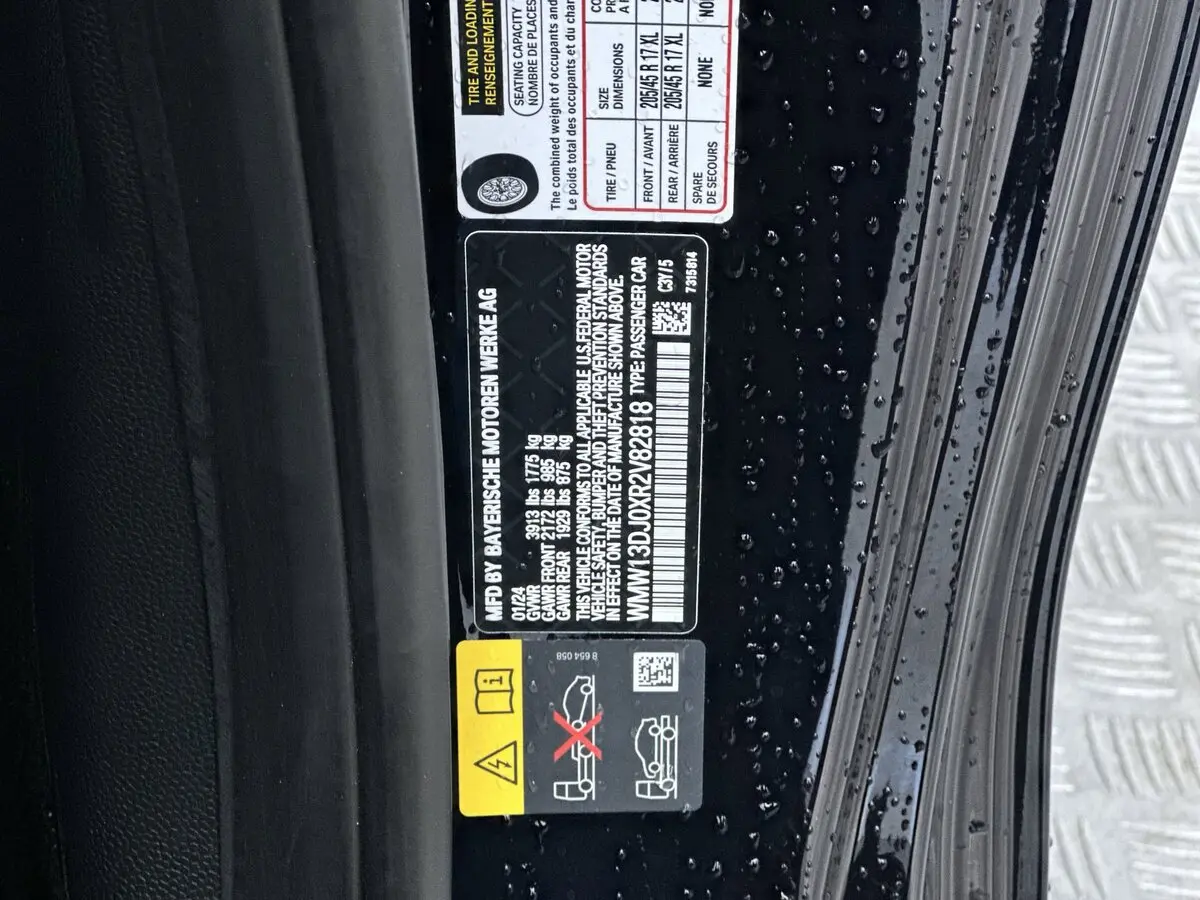 TIRE AND LOADIN
RENSEIGNEMENT
SEATING CAPACITY
NOMBRE DE PLACES
The combined weight of occupants and
Le poids total des occupants et du char
TIRE / PNEU
SIZE
DIMENSIONS
FRONT / AVANT
205/45 R 17 XL
REAR / ARRIÈRE
205/45 R 17 XL
SPARE
DE SECOURS
NONE
MFD BY BAYERISCHE MOTOREN WERKE AG
01/24
GVWR 3913 lbs 1775 kg
GAWR FRONT 2172 lbs 985 kg
GAWR REAR 1929 lbs 875 kg
THIS VEHICLE CONFORMS TO ALL APPLICABLE U.S.FEDERAL MOTOR
VEHICLE SAFETY, BUMPER AND THEFT PREVENTION STANDARDS
IN EFFECT ON THE DATE OF MANUFACTURE SHOWN ABOVE.
WMW13DJ0XR2V82818 TYPE:PASSENGER CAR
C3Y/5
7315814
8 654 058